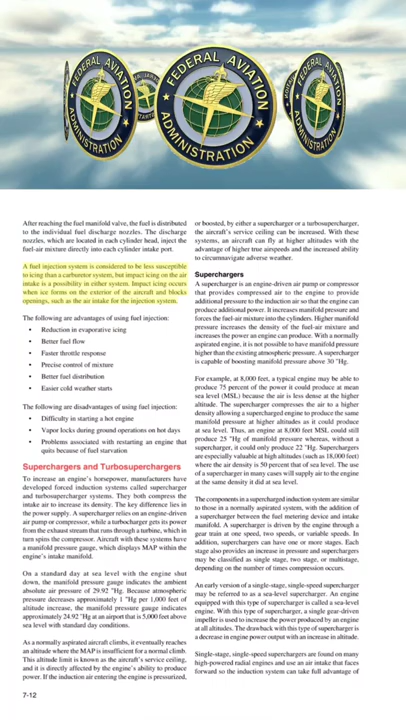 FEDERAL AVIATION
ADMINISTRATION
FEDERAL AVIATION
ADMINISTRATION
After reaching the fuel manifold valve, the fuel is distributed
to the individual fuel discharge nozzles. The discharge
nozzles, which are located in each cylinder head, inject the
fuel-air mixture directly into each cylinder intake port.
A fuel injection system is considered to be less susceptible
to icing than a carburetor system, but impact icing on the air
intake is a possibility in either system. Impact icing occurs
when ice forms on the exterior of the aircraft and blocks
openings, such as the air intake for the injection system.
The following are advantages of using fuel injection:
• Reduction in evaporative icing
• Better fuel flow
• Faster throttle response
• Precise control of mixture
• Better fuel distribution
• Easier cold weather starts
The following are disadvantages of using fuel injection:
• Difficulty in starting a hot engine
• Vapor locks during ground operations on hot days
• Problems associated with restarting an engine that
quits because of fuel starvation
Superchargers and Turbosuperchargers
To increase an engine's horsepower, manufacturers have
developed forced induction systems called supercharger
and turbosupercharger systems. They both compress the
intake air to increase its density. The key difference lies in
the power supply. A supercharger relies on an engine-driven
air pump or compressor, while a turbocharger gets its power
from the exhaust stream that runs through a turbine, which in
turn spins the compressor. Aircraft with these systems have
a manifold pressure gauge, which displays MAP within the
engine's intake manifold.
On a standard day at sea level with the engine shut
down, the manifold pressure gauge indicates the ambient
absolute air pressure of 29.92 "Hg. Because atmospheric
pressure decreases approximately 1 "Hg per 1,000 feet of
altitude increase, the manifold pressure gauge indicates
approximately 24.92 "Hg at an airport that is 5,000 feet above
sea level with standard day conditions.
As a normally aspirated aircraft climbs, it eventually reaches
an altitude where the MAP is insufficient for a normal climb.
This altitude limit is known as the aircraft's service ceiling,
and it is directly affected by the engine's ability to produce
power. If the induction air entering the engine is pressurized,
or boosted, by either a supercharger or a turbosupercharger,
the aircraft's service ceiling can be increased. With these
systems, an aircraft can fly at higher altitudes with the
advantage of higher true airspeeds and the increased ability
to circumnavigate adverse weather.
Superchargers
A supercharger is an engine-driven air pump or compressor
that provides compressed air to the engine to provide
additional pressure to the induction air so that the engine can
produce additional power. It increases manifold pressure and
forces the fuel-air mixture into the cylinders. Higher manifold
pressure increases the density of the fuel-air mixture and
increases the power an engine can produce. With a normally
aspirated engine, it is not possible to have manifold pressure
higher than the existing atmospheric pressure. A supercharger
is capable of boosting manifold pressure above 30 "Hg.
For example, at 8,000 feet, a typical engine may be able to
produce 75 percent of the power it could produce at mean
sea level (MSL) because the air is less dense at the higher
altitude. The supercharger compresses the air to a higher
density allowing a supercharged engine to produce the same
manifold pressure at higher altitudes as it could produce
at sea level. Thus, an engine at 8,000 feet MSL could still
produce 25 "Hg of manifold pressure whereas, without a
supercharger, it could only produce 22 "Hg. Superchargers
are especially valuable at high altitudes (such as 18,000 feet)
where the air density is 50 percent that of sea level. The use
of a supercharger in many cases will supply air to the engine
at the same density it did at sea level.
The components in a supercharged induction system are similar
to those in a normally aspirated system, with the addition of
a supercharger between the fuel metering device and intake
manifold. A supercharger is driven by the engine through a
gear train at one speed, two speeds, or variable speeds. In
addition, superchargers can have one or more stages. Each
stage also provides an increase in pressure and superchargers
may be classified as single stage, two stage, or multistage,
depending on the number of times compression occurs.
An early version of a single-stage, single-speed supercharger
may be referred to as a sea-level supercharger. An engine
equipped with this type of supercharger is called a sea-level
engine. With this type of supercharger, a single gear-driven
impeller is used to increase the power produced by an engine
at all altitudes. The drawback with this type of supercharger is
a decrease in engine power output with an increase in altitude.
Single-stage, single-speed superchargers are found on many
high-powered radial engines and use an air intake that faces
forward so the induction system can take full advantage of
7-12